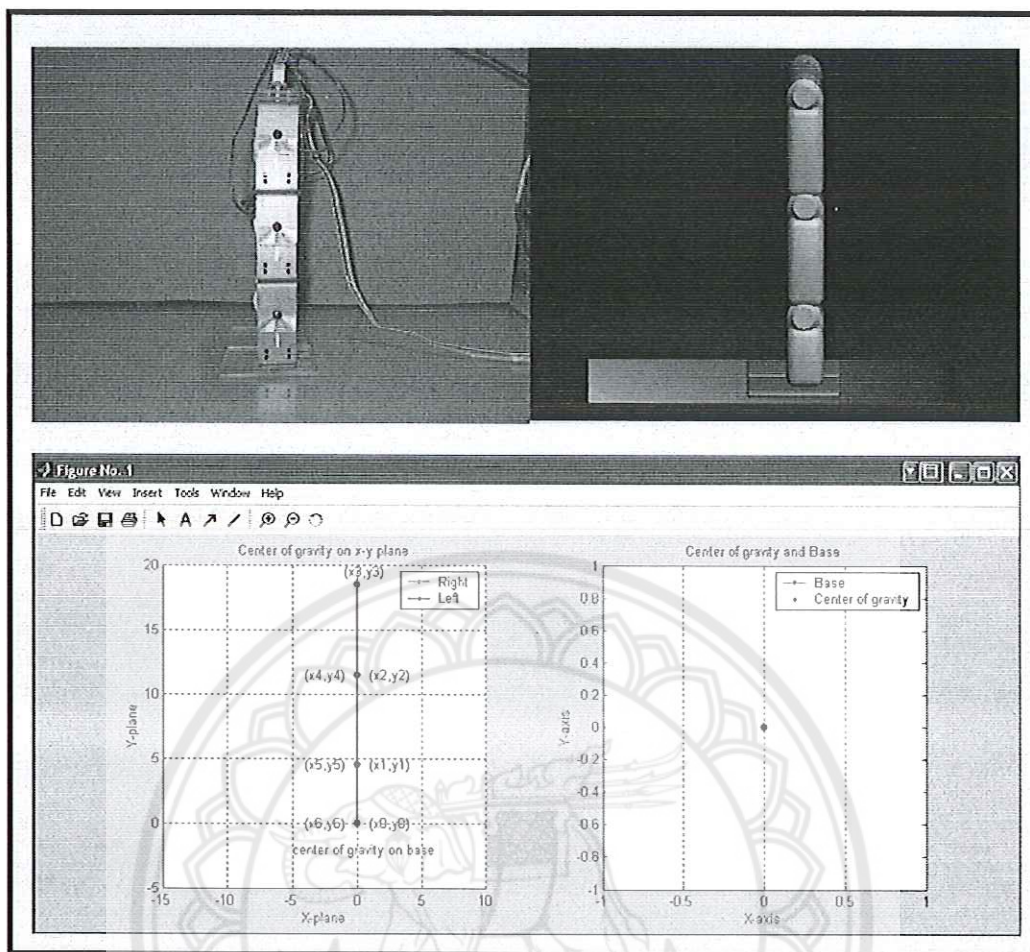 Figure No. 1
File Edit View Insert Tools Window Help
Center of gravity on x-y plane
20
15
10
5
0
-5
-15
-10
-5
0
5
10
Y-plane
X-plane
(x3,y3)
Right
Left
(x4,y4) (x2,y2)
(x5,y5) (x1,y1)
(x6,y6) (x0,y0)
center of gravity on base
Center of gravity and Base
1
0.8
0.6
0.4
0.2
0
-0.2
-0.4
-0.6
-0.8
-1
-1
-0.5
0
0.5
1
Y-axis
X-axis
Base
Center of gravity